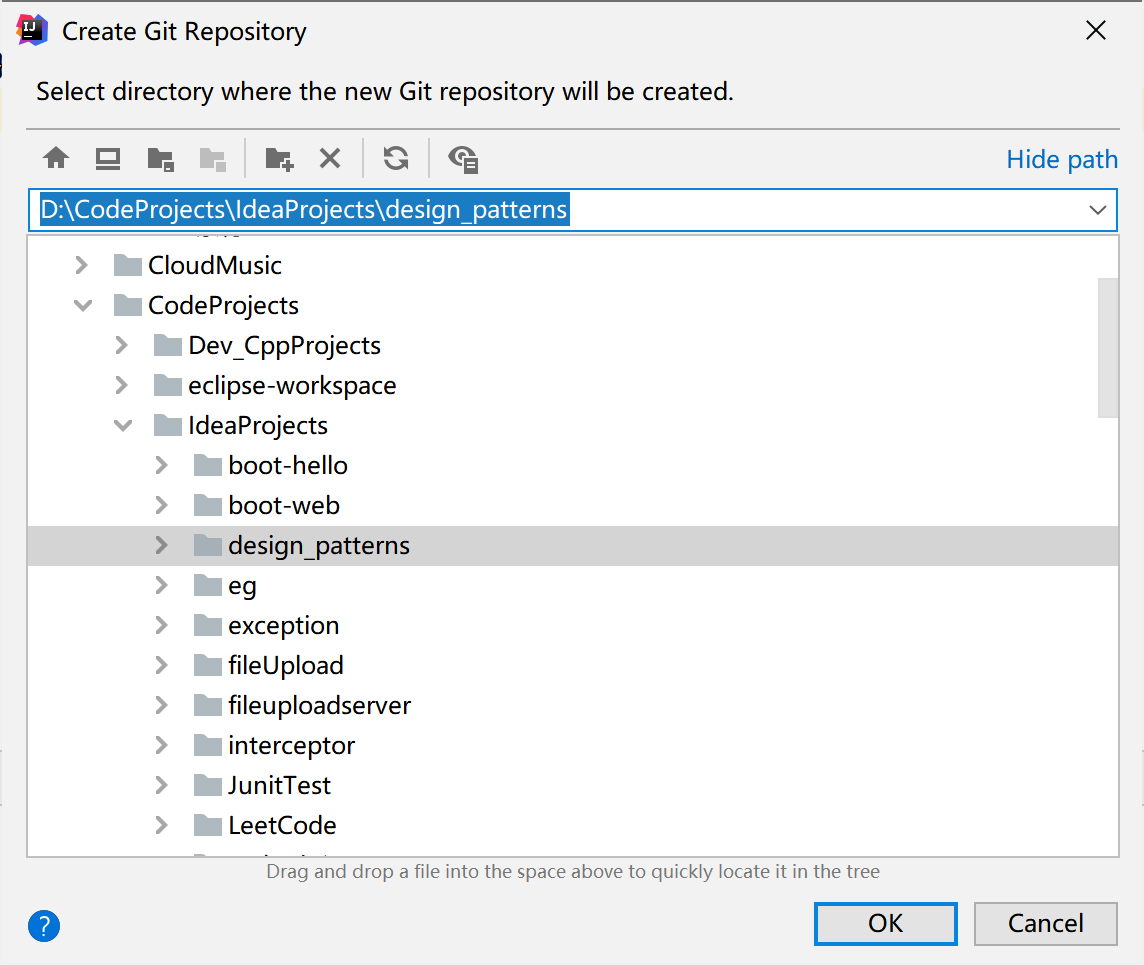 IJ
Create Git Repository
Select directory where the new Git repository will be created.
Hide path
D:\CodeProjects\IdeaProjects\design_patterns
CloudMusic
CodeProjects
Dev_CppProjects
eclipse-workspace
IdeaProjects
boot-hello
boot-web
design_patterns
eg
exception
fileUpload
fileuploadserver
interceptor
JunitTest
LeetCode
Drag and drop a file into the space above to quickly locate it in the tree
?
OK
Cancel